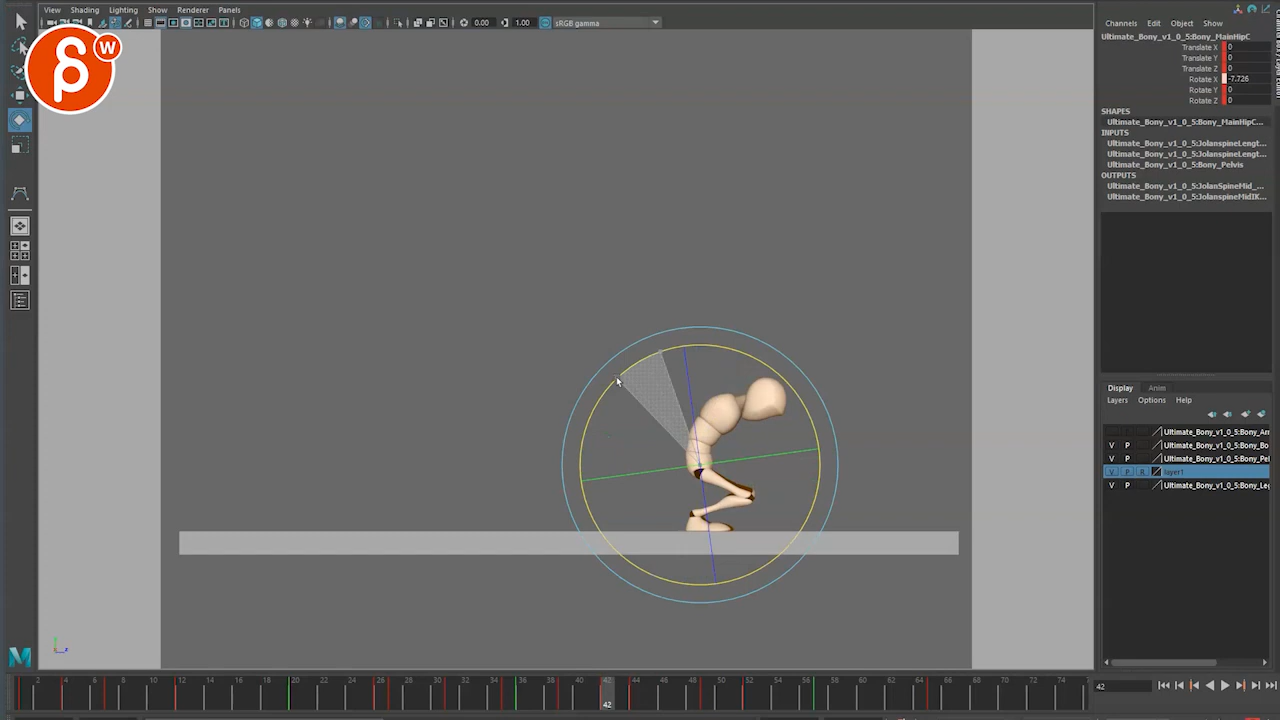 View Shading Lighting Show Renderer Panels
0.00 1.00 sRGB gamma
W
Channels Edit Object Show
Ultimate_Bony_v1_0_5:Bony_MainHipC
Translate X 0
Translate Y 0
Translate Z 0
Rotate X -7.726
Rotate Y 0
Rotate Z 0
SHAPES
Ultimate_Bony_v1_0_5:Bony_MainHipC...
INPUTS
Ultimate_Bony_v1_0_5:JolanspineLengt...
Ultimate_Bony_v1_0_5:JolanspineLengt...
Ultimate_Bony_v1_0_5:Bony_Pelvis
OUTPUTS
Ultimate_Bony_v1_0_5:JolanSpineMid_...
Ultimate_Bony_v1_0_5:JolanspineMidIK...
Display Anim
Layers Options Help
Ultimate_Bony_v1_0_5:Bony_Ar
V P Ultimate_Bony_v1_0_5:Bony_Bo
V P Ultimate_Bony_v1_0_5:Bony_Pel
V P R layer1
V P Ultimate_Bony_v1_0_5:Bony_Leg
2 4 6 8 10 12 14 16 18 20 22 24 26 28 30 32 34 36 38 40 42 44 46 48 50 52 54 56 58 60 62 64 66 68 70 72 74
42
42